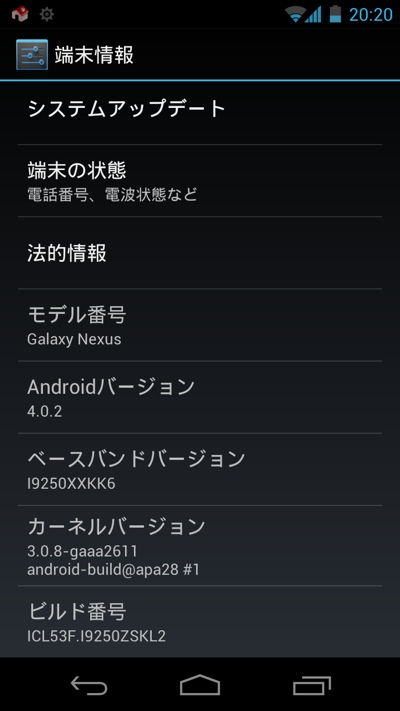 20:20
端末情報
システムアップデート
端末の状態
電話番号、電波状態など
法的情報
モデル番号
Galaxy Nexus
Androidバージョン
4.0.2
ベースバンドバージョン
I9250XXKK6
カーネルバージョン
3.0.8-gaaa2611
android-build@apa28 #1
ビルド番号
ICL53F.I9250ZSKL2